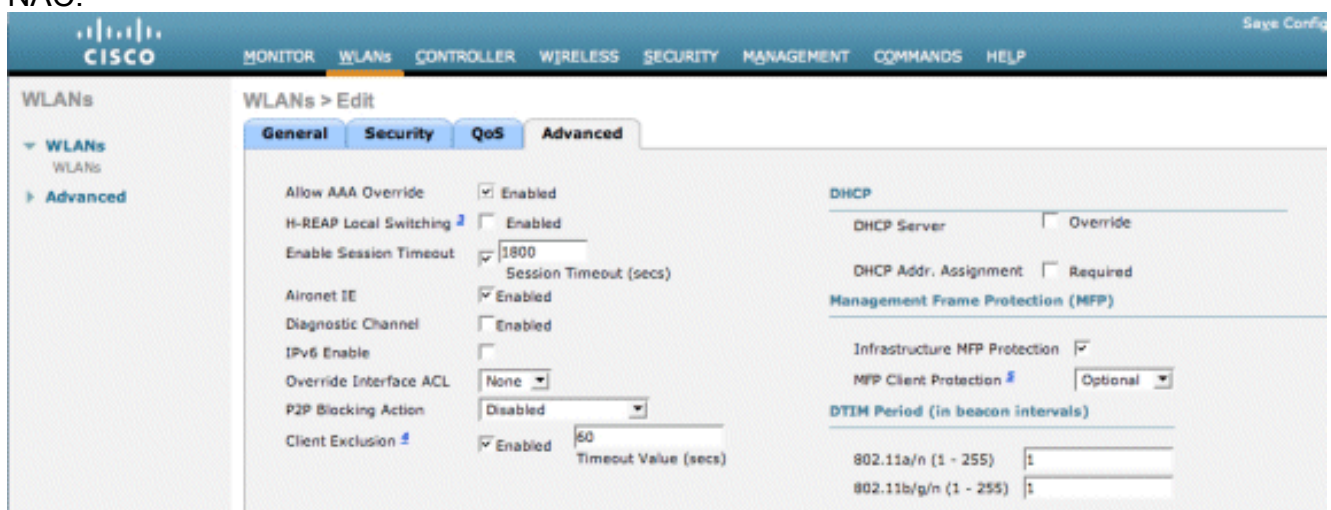 NAC.
Save Config
CISCO
MONITOR WLANs CONTROLLER WIRELESS SECURITY MANAGEMENT COMMANDS HELP
WLANs
WLANs
WLANs
Advanced
WLANs > Edit
General Security QoS Advanced
Allow AAA Override Enabled
H-REAP Local Switching 3 Enabled
Enable Session Timeout 1800
Session Timeout (secs)
Aironet IE Enabled
Diagnostic Channel Enabled
IPv6 Enable
Override Interface ACL None
P2P Blocking Action Disabled
Client Exclusion 4 Enabled 60
Timeout Value (secs)
DHCP
DHCP Server Override
DHCP Addr. Assignment Required
Management Frame Protection (MFP)
Infrastructure MFP Protection
MFP Client Protection 5 Optional
DTIM Period (in beacon intervals)
802.11a/n (1 - 255) 1
802.11b/g/n (1 - 255) 1